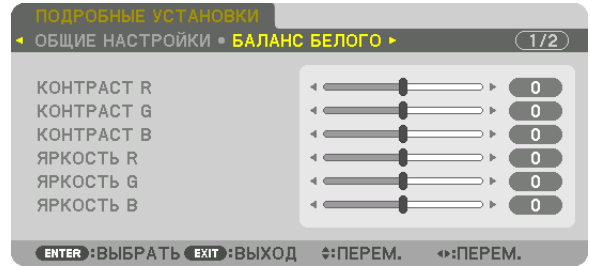 ПОДРОБНЫЕ УСТАНОВКИ
ОБЩИЕ НАСТРОЙКИ • БАЛАНС БЕЛОГО 1/2
КОНТРАСТ R 0
КОНТРАСТ G 0
КОНТРАСТ B 0
ЯРКОСТЬ R 0
ЯРКОСТЬ G 0
ЯРКОСТЬ B 0
ENTER:ВЫБРАТЬ EXIT:ВЫХОД :ПЕРЕМ. :ПЕРЕМ.